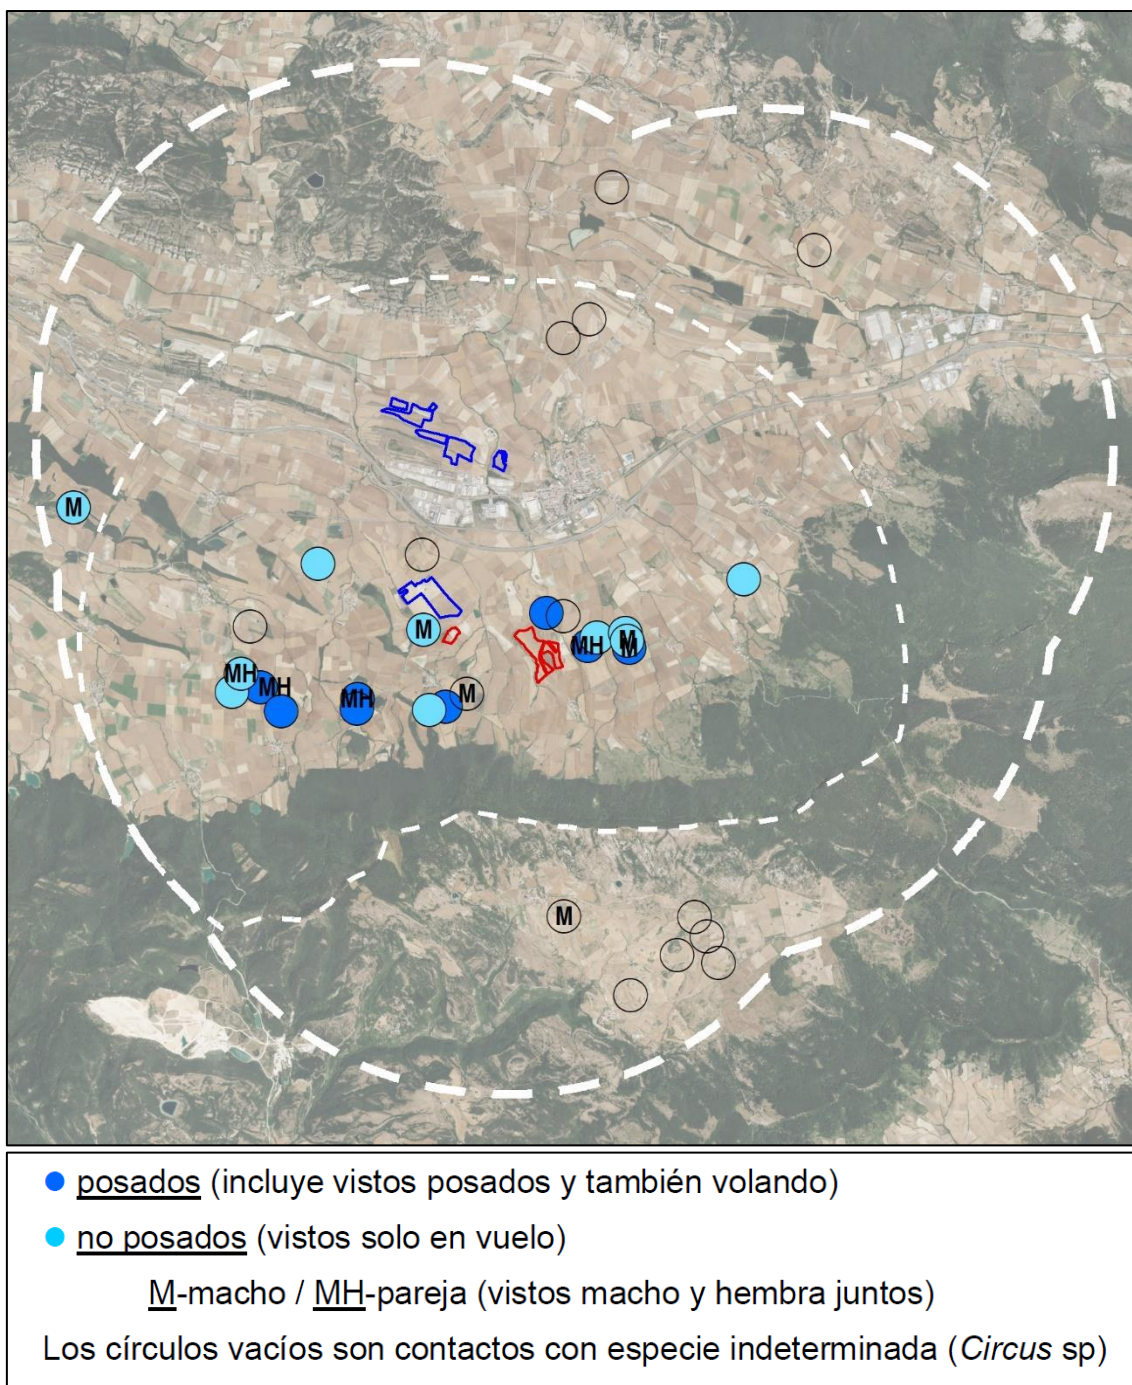 M
M
M
MH
M
MH
MH
MH
M
M
M
posados (incluye vistos posados y también volando)
no posados (vistos solo en vuelo)
M-macho / MH-pareja (vistos macho y hembra juntos)
Los círculos vacíos son contactos con especie indeterminada (Circus sp)